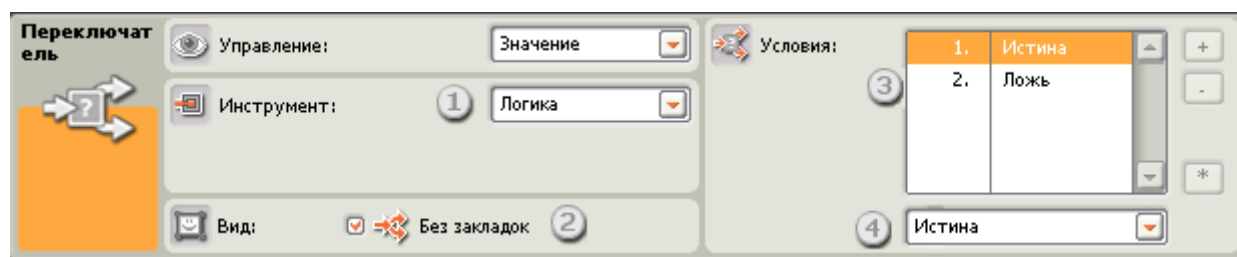 Переключат
ель
Управление:
Значение
Инструмент:
1
Логика
Вид:
Без закладок
2
Условия:
1. Истина
2. Ложь
3
+
-
*
4
Истина